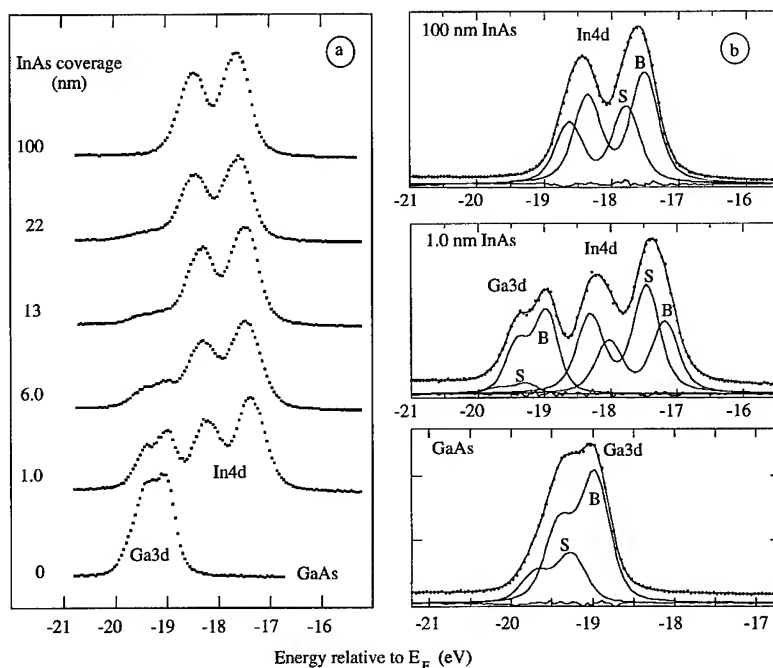 a
InAs coverage
(nm)
100
22
13
6.0
1.0
0
In4d
Ga3d
GaAs
-21 -20 -19 -18 -17 -16
b
100 nm InAs
In4d
S
B
-21 -20 -19 -18 -17 -16
1.0 nm InAs
In4d
Ga3d
S
B
B
S
-21 -20 -19 -18 -17 -16
GaAs
Ga3d
B
S
-21 -20 -19 -18 -17
Energy relative to E_F (eV)